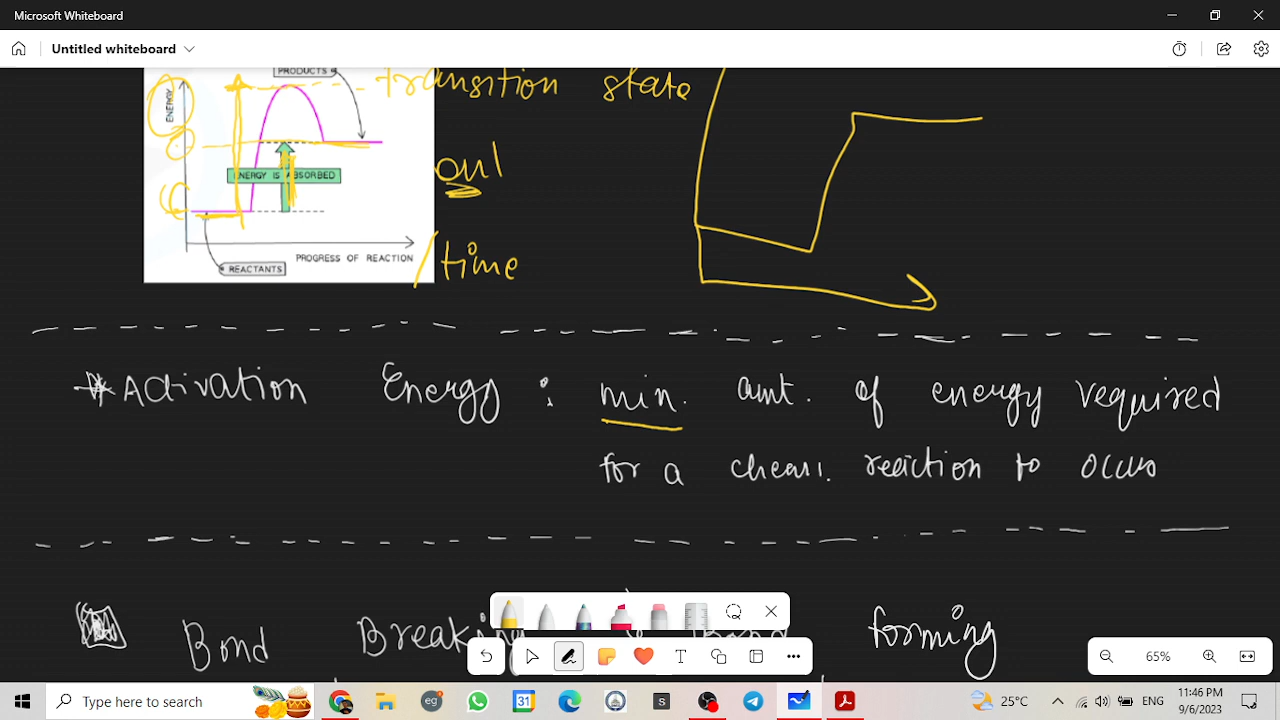 Microsoft Whiteboard
Untitled whiteboard
PRODUCTS
transition state
ENERGY
ENERGY IS ABSORBED
/time
PROGRESS OF REACTION
REACTANTS
* Activation Energy : min. amt. of energy required
for a chem. reaction to occur
Bond Breaking & Bond forming
65%
Type here to search
25°C
ENG
11:46 PM
9/6/2023